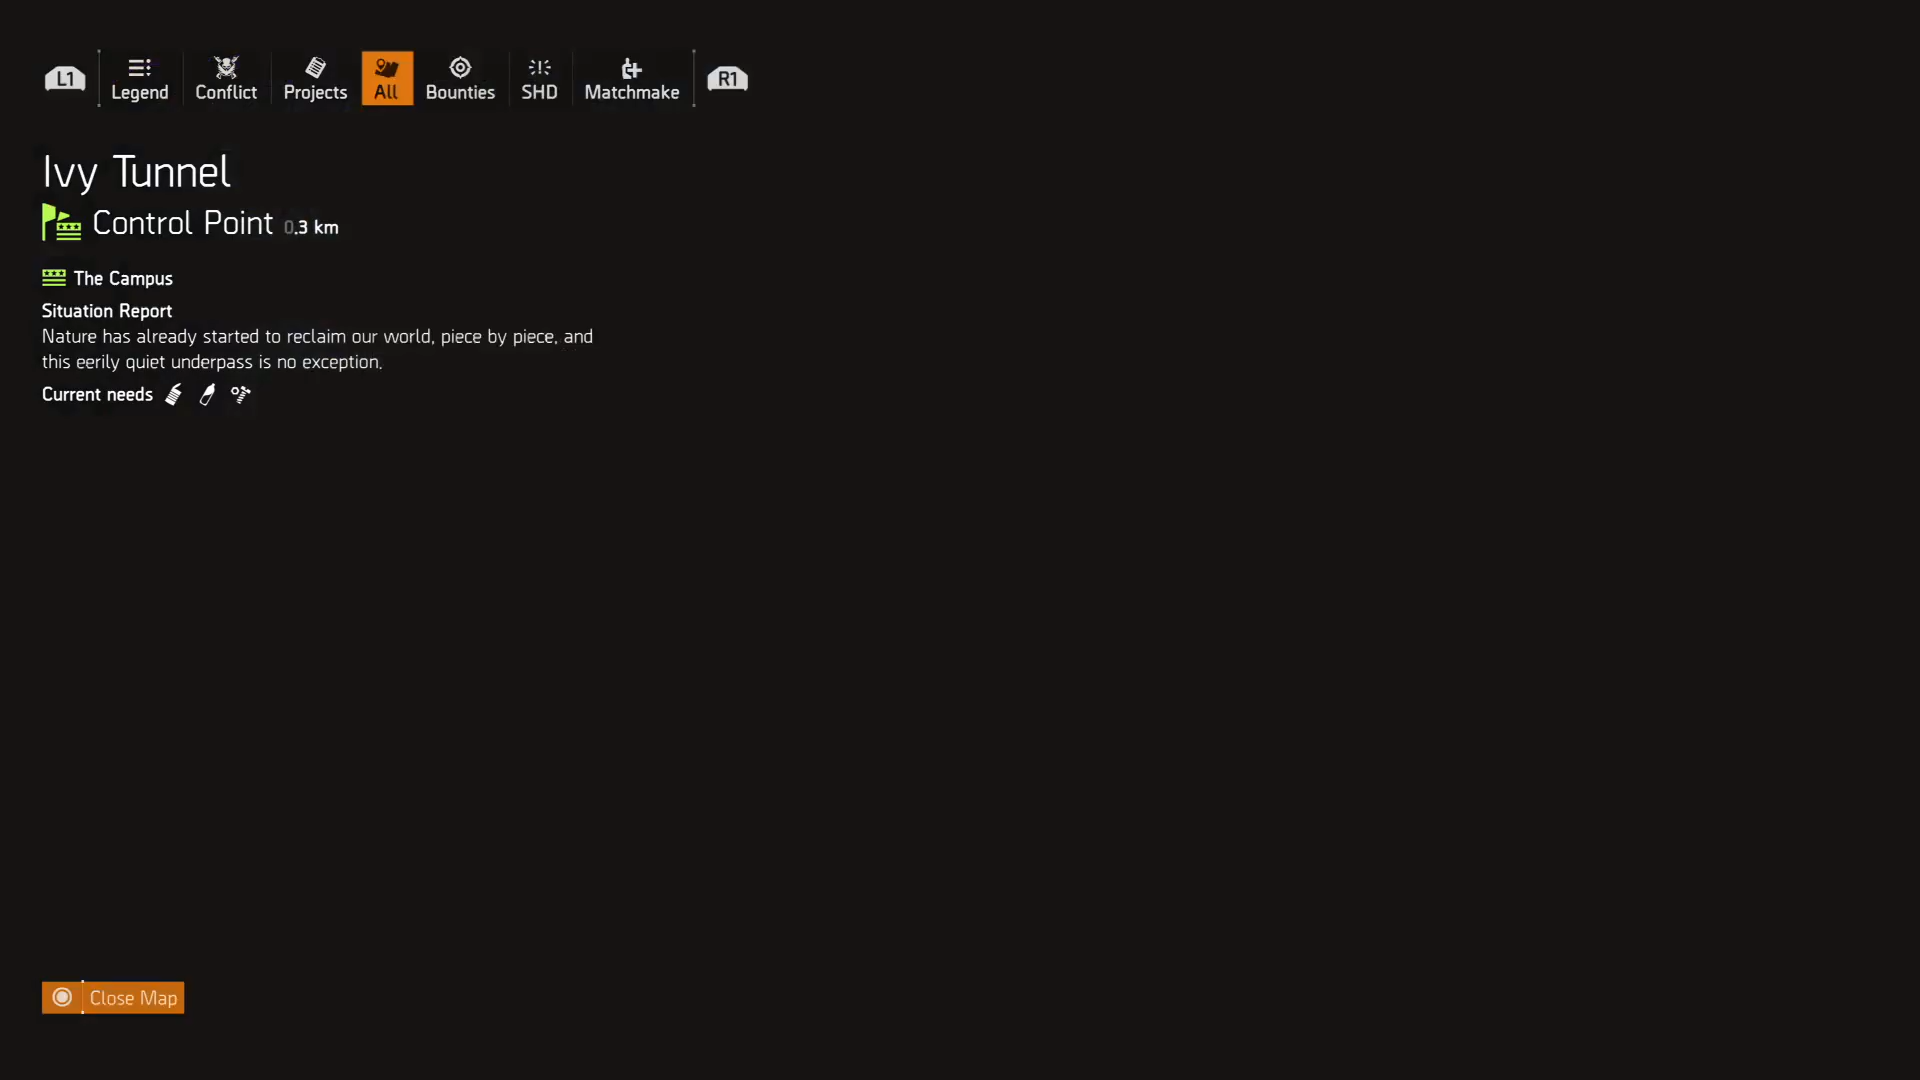 L1 Legend Conflict Projects All Bounties SHD Matchmake R1
Ivy Tunnel
Control Point 0.3 km
The Campus
Situation Report
Nature has already started to reclaim our world, piece by piece, and
this eerily quiet underpass is no exception.
Current needs
Close Map